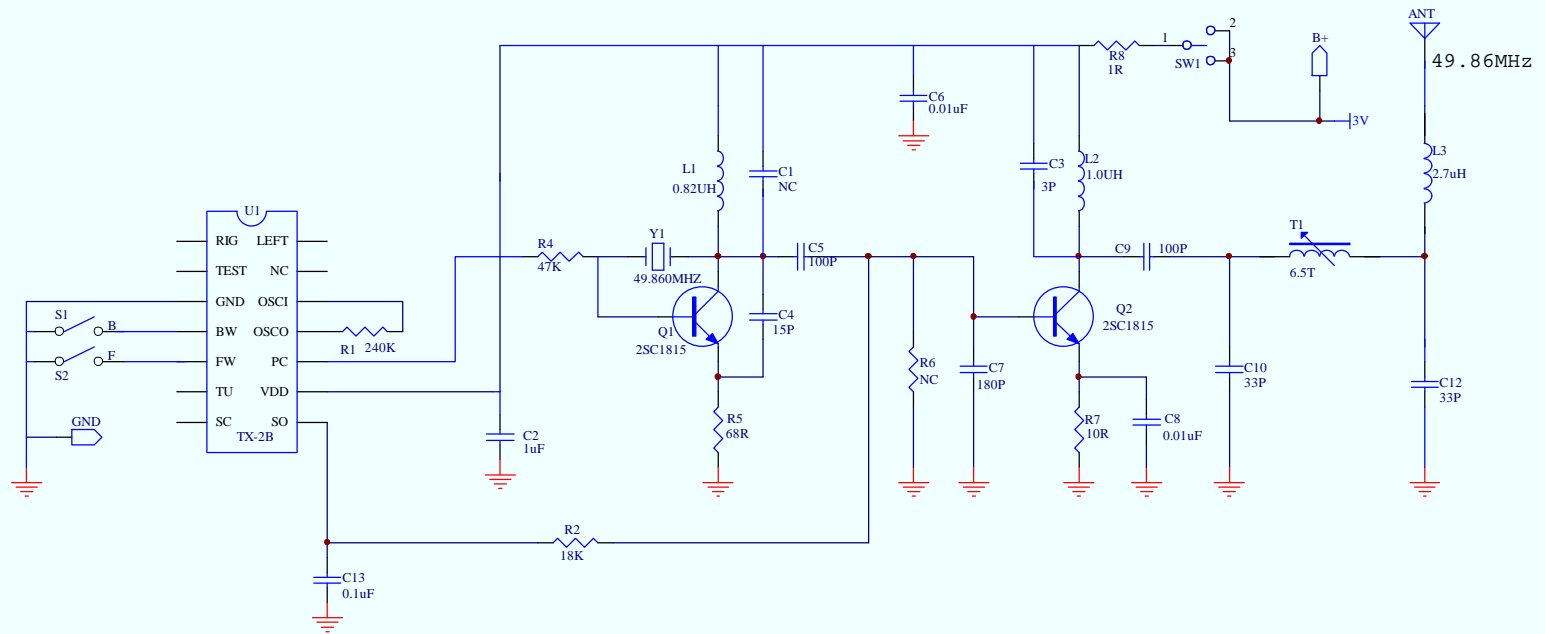 ANT
49.86MHz
2
1
3
SW1
R8
1R
B+
3V
C6
0.01uF
L1
0.82UH
C1
NC
C3
3P
L2
1.0UH
L3
2.7uH
U1
RIG LEFT
TEST NC
GND OSCI
BW OSCO
FW PC
TU VDD
SC SO
TX-2B
S1
B
F
S2
GND
R1 240K
R4
47K
Y1
49.860MHZ
C5
100P
C9 100P
T1
6.5T
Q1
2SC1815
C4
15P
Q2
2SC1815
R6
NC
C7
180P
C10
33P
C12
33P
C2
1uF
R5
68R
R7
10R
C8
0.01uF
R2
18K
C13
0.1uF